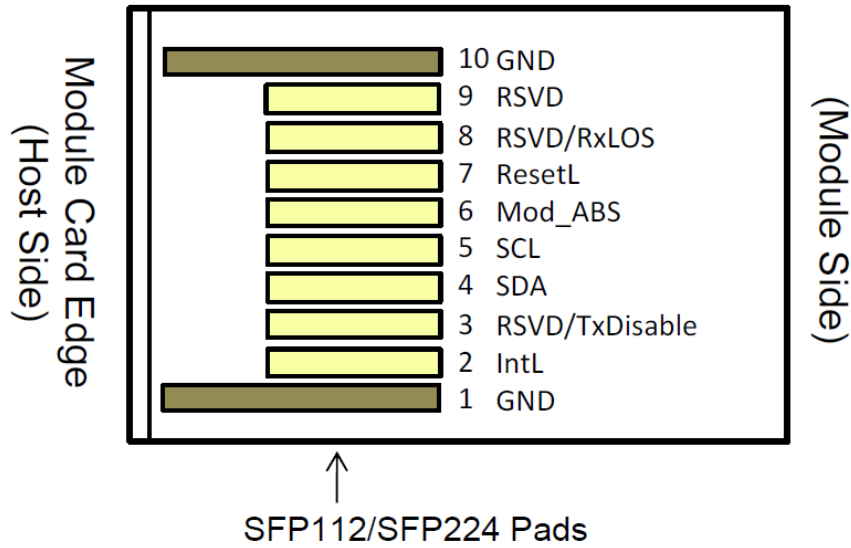 Module Card Edge
(Host Side)
10 GND
9 RSVD
8 RSVD/RxLOS
7 ResetL
6 Mod_ABS
5 SCL
4 SDA
3 RSVD/TxDisable
2 IntL
1 GND
(Module Side)
SFP112/SFP224 Pads